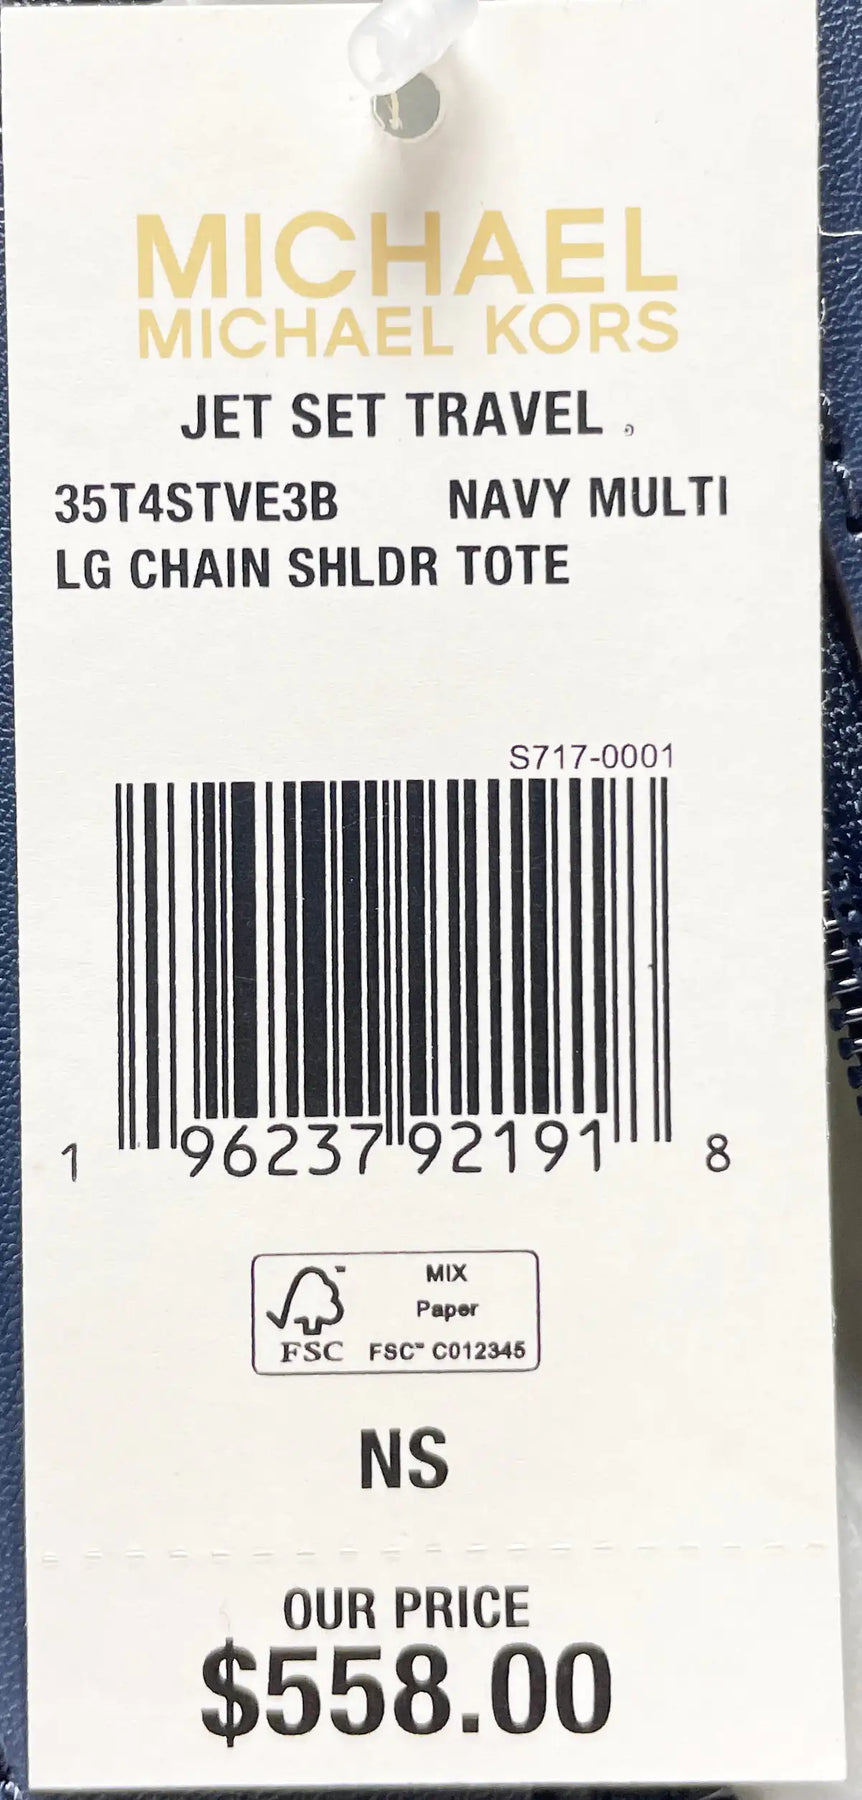 MICHAEL
MICHAEL KORS
JET SET TRAVEL
35T4STVE3B NAVY MULTI
LG CHAIN SHLDR TOTE
S717-0001
1 96237 92191 8
MIX
Paper
FSC™ C012345
FSC
NS
OUR PRICE
$558.00